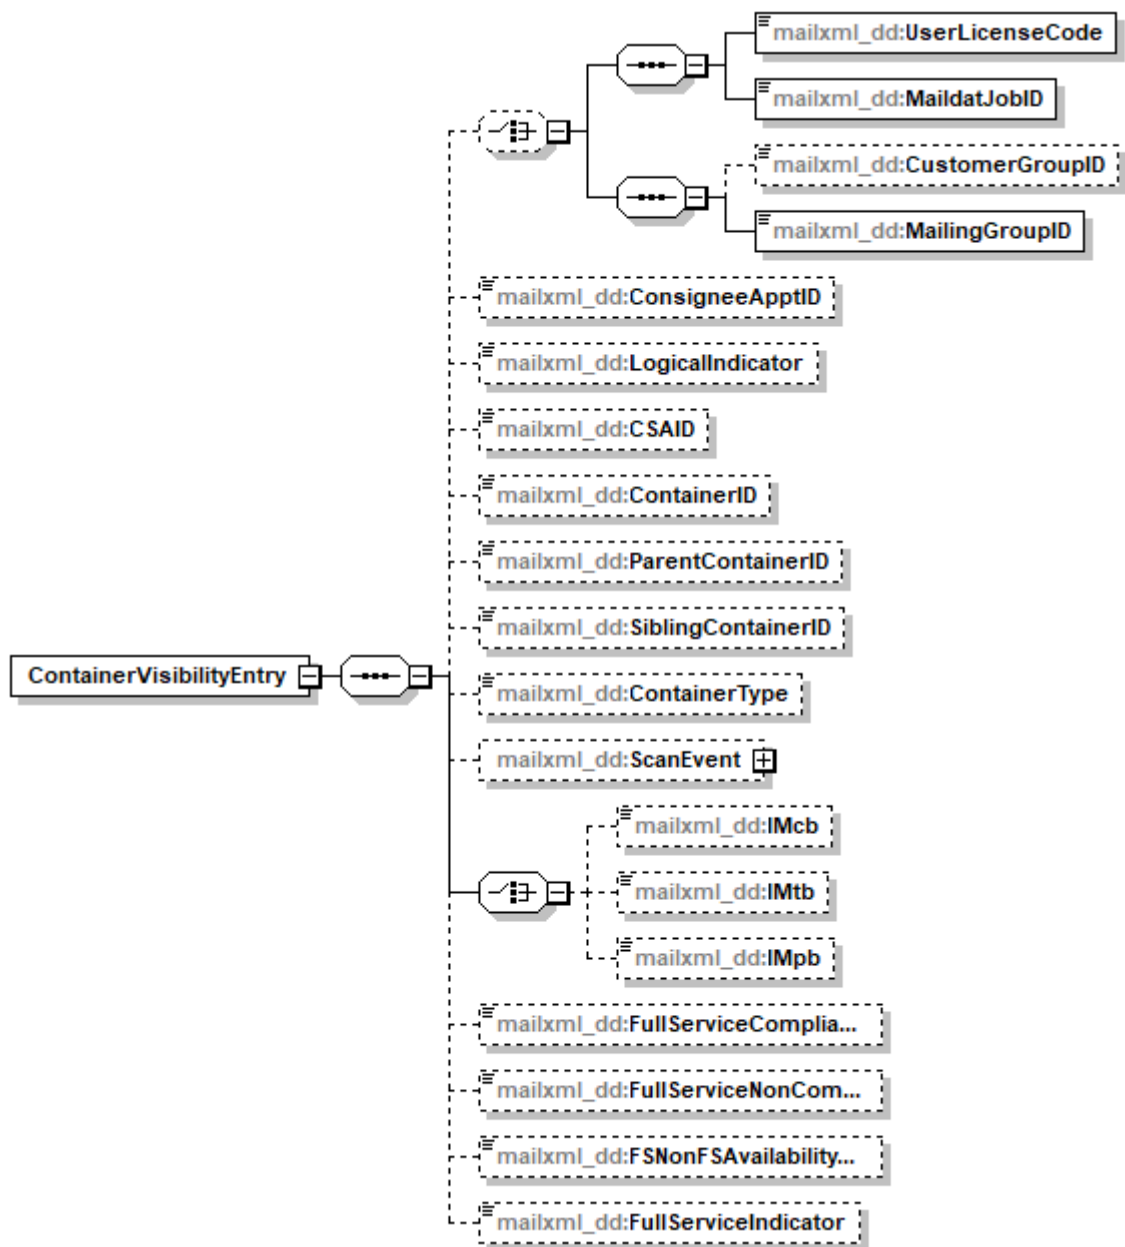 mailxml_dd:UserLicenseCode
mailxml_dd:MaildatJobID
mailxml_dd:CustomerGroupID
mailxml_dd:MailingGroupID
mailxml_dd:ConsigneeApptID
mailxml_dd:LogicalIndicator
mailxml_dd:CSAID
mailxml_dd:ContainerID
mailxml_dd:ParentContainerID
mailxml_dd:SiblingContainerID
ContainerVisibilityEntry
mailxml_dd:ContainerType
mailxml_dd:ScanEvent
mailxml_dd:IMcb
mailxml_dd:IMtb
mailxml_dd:IMpb
mailxml_dd:FullServiceComplia...
mailxml_dd:FullServiceNonCom...
mailxml_dd:FSNonFSAvailability...
mailxml_dd:FullServiceIndicator